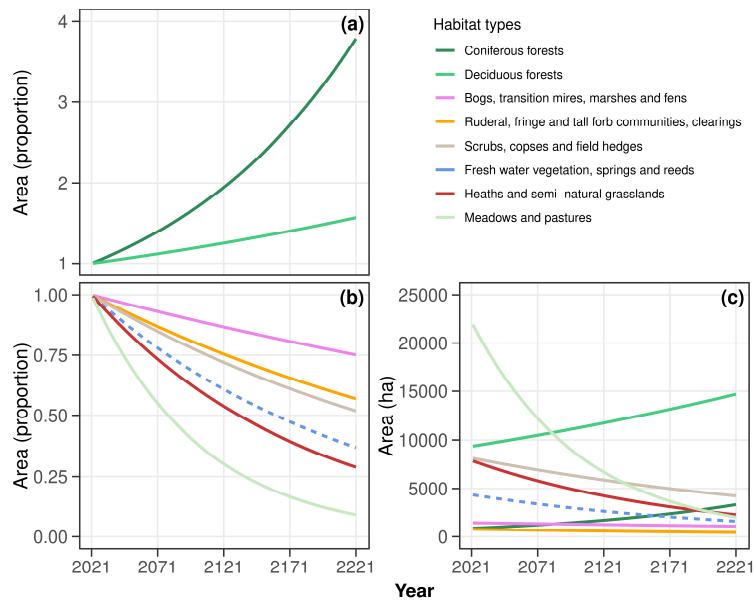 (a)
Area (proportion)
4
3
2
1
Habitat types
Coniferous forests
Deciduous forests
Bogs, transition mires, marshes and fens
Ruderal, fringe and tall forb communities, clearings
Scrubs, copses and field hedges
Fresh water vegetation, springs and reeds
Heaths and semi-natural grasslands
Meadows and pastures
(b)
Area (proportion)
1.00
0.75
0.50
0.25
0.00
2021 2071 2121 2171 2221
(c)
Area (ha)
25000
20000
15000
10000
5000
0
2021 2071 2121 2171 2221
Year